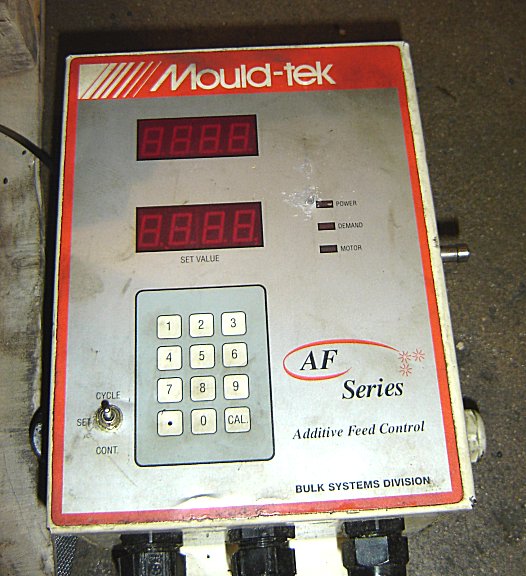 Mould-tek
POWER
DEMAND
MOTOR
SET VALUE
1 2 3
4 5 6
7 8 9
. 0 CAL.
CYCLE
SET
CONT.
AF
Series
Additive Feed Control
BULK SYSTEMS DIVISION